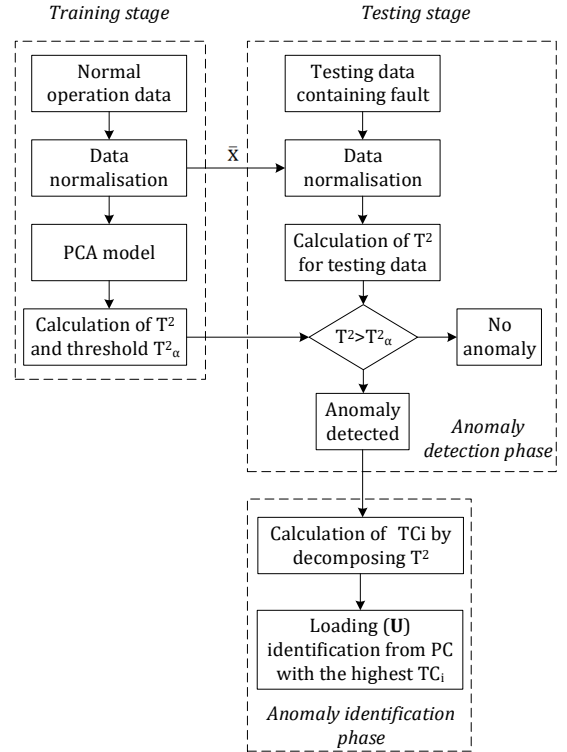 Training stage
Testing stage
Normal
operation data
Testing data
containing fault
Data
normalisation
x̄
Data
normalisation
PCA model
Calculation of T²
for testing data
Calculation of T²
and threshold T²α
T²>T²α
No
anomaly
Anomaly
detected
Anomaly
detection phase
Calculation of TCi by
decomposing T²
Loading (U)
identification from PC
with the highest TCᵢ
Anomaly identification
phase